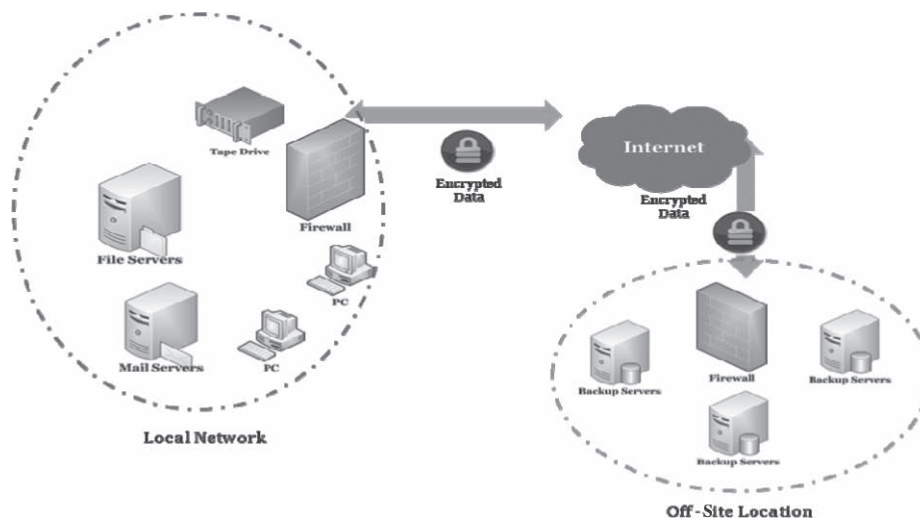 Tape Drive
Internet
Encrypted
Data
Encrypted
Data
Firewall
File Servers
PC
Mail Servers
PC
Local Network
Backup Servers
Firewall
Backup Servers
Backup Servers
Off-Site Location